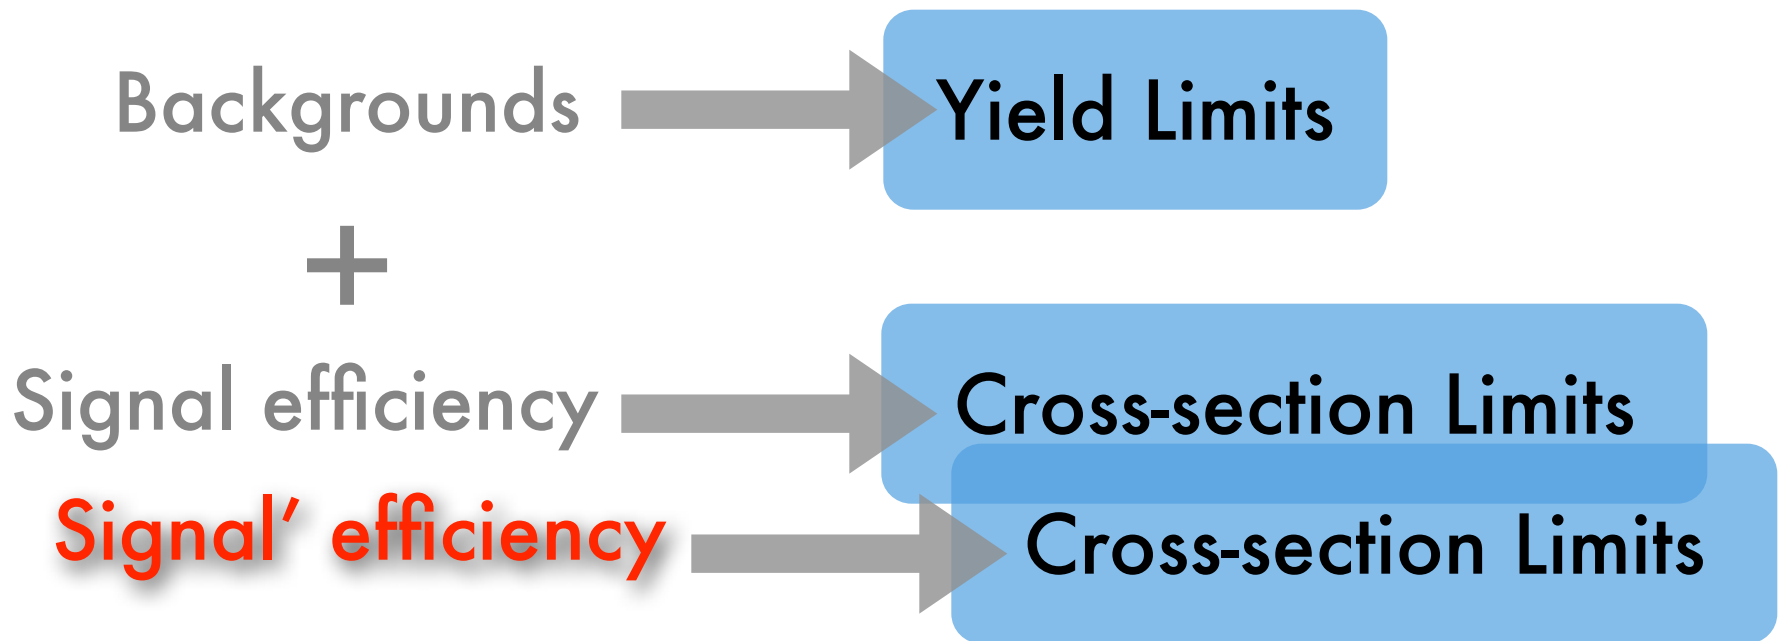 Backgrounds
Yield Limits
+
Signal efficiency
Cross-section Limits
Signal’ efficiency
Cross-section Limits